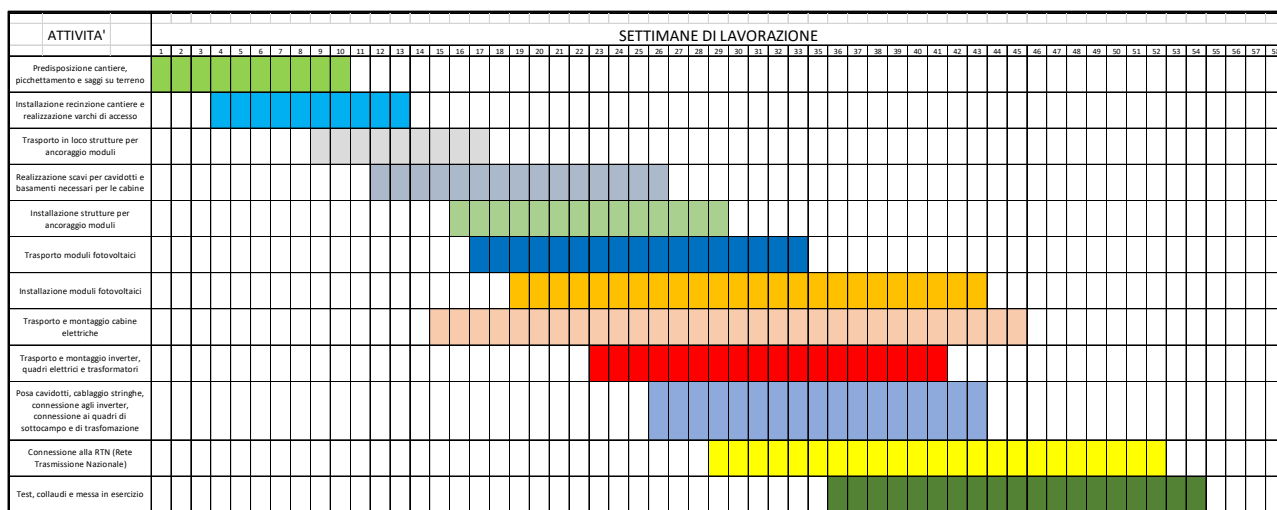 ATTIVITA'
SETTIMANE DI LAVORAZIONE
1 2 3 4 5 6 7 8 9 10 11 12 13 14 15 16 17 18 19 20 21 22 23 24 25 26 27 28 29 30 31 32 33 35 36 37 38 39 40 41 42 43 44 45 46 47 48 49 50 51 52 53 54 55 56 57 58
Predisposizione cantiere,
picchettamento e saggi su terreno
Installazione recinzione cantiere e
realizzazione varchi di accesso
Trasporto in loco strutture per
ancoraggio moduli
Realizzazione scavi per cavidotti e
basamenti necessari per le cabine
Installazione strutture per
ancoraggio moduli
Trasporto moduli fotovoltaici
Installazione moduli fotovoltaici
Trasporto e montaggio cabine
elettriche
Trasporto e montaggio inverter,
quadri elettrici e trasformatori
Posa cavidotti, cablaggio stringhe,
connessione agli inverter,
connessione ai quadri di
sottocampo e di trasfomazione
Connessione alla RTN (Rete
Trasmissione Nazionale)
Test, collaudi e messa in esercizio